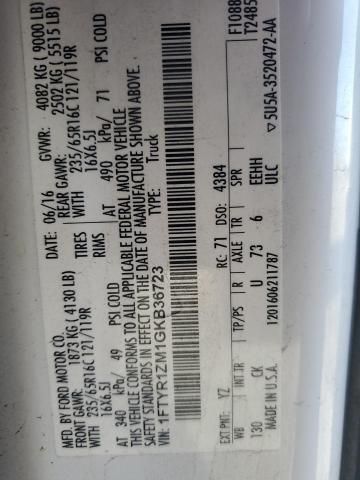 MFD. BY FORD MOTOR CO.
DATE: 06/16 GVWR: 4082 KG ( 9000 LB)
FRONT GAWR: 1873 KG ( 4130 LB) REAR GAWR: 2502 KG ( 5515 LB)
WITH 235/65R16C 121/119R TIRES WITH 235/65R16C 121/119R
16X6.5J RIMS 16X6.5J
AT 340 kPa/ 49 PSI COLD AT 490 kPa/ 71 PSI COLD
THIS VEHICLE CONFORMS TO ALL APPLICABLE FEDERAL MOTOR VEHICLE
SAFETY STANDARDS IN EFFECT ON THE DATE OF MANUFACTURE SHOWN ABOVE.
VIN: 1FTYR1ZM1GKB36723 TYPE: Truck
F1088
T2485
EXT PNT: YZ RC: 71 DSO: 4384
WB INT TR TP/PS R AXLE TR SPR
130 CK U 73 6 EEHH
MADE IN U.S.A. 1201606211787 ULC
▽5U5A-3520472-AA